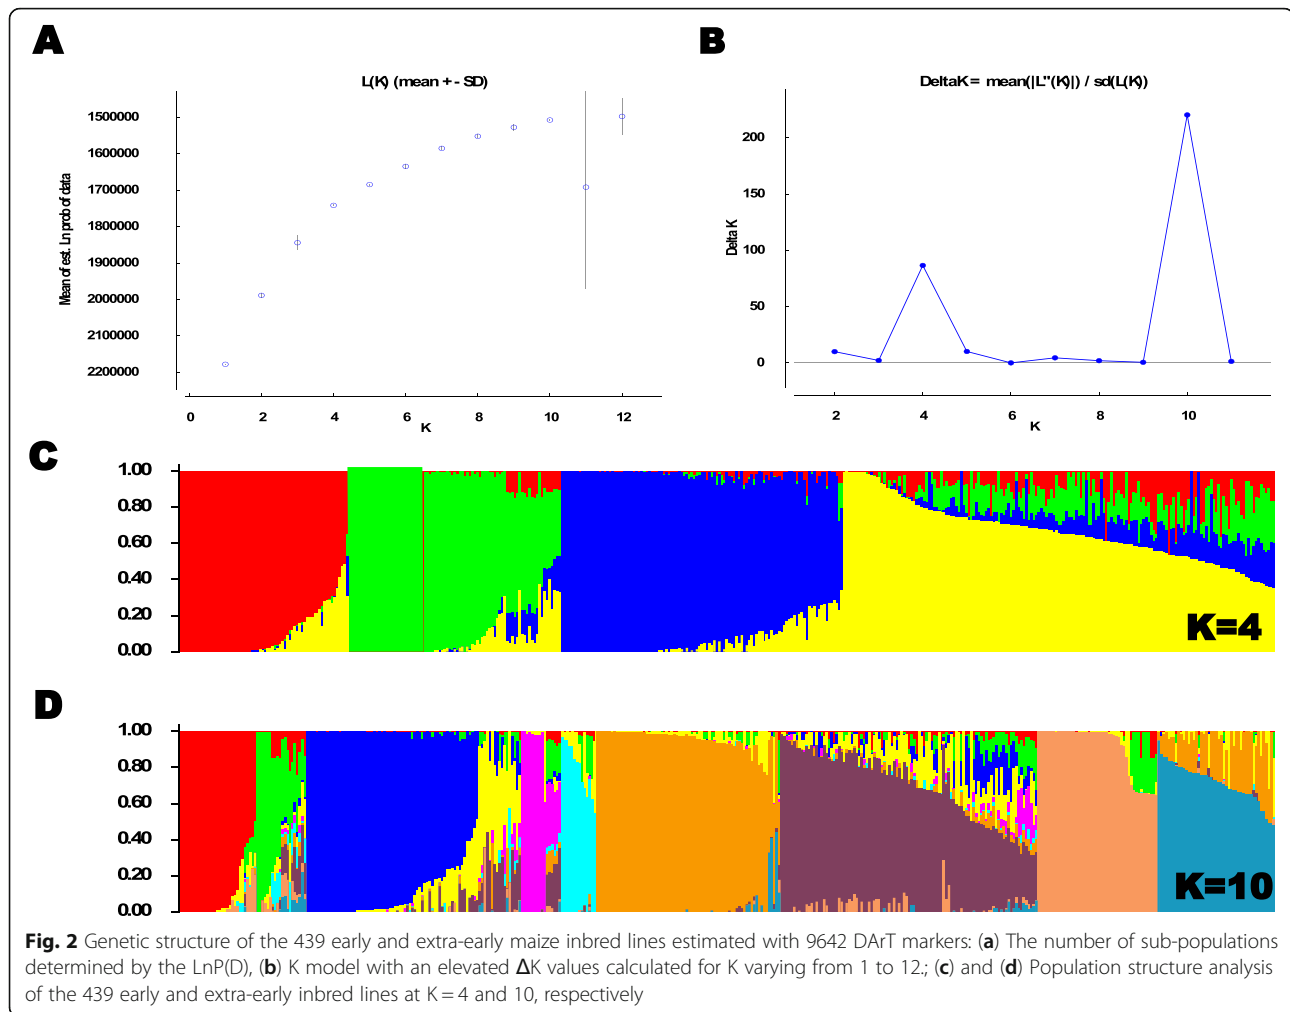 A
B
L(K) (mean + - SD)
DeltaK = mean(|L"(K)|) / sd(L(K))
Mean of est. Ln prob of data
1500000
1600000
1700000
1800000
1900000
2000000
2100000
2200000
0 2 4 6 8 10 12
K
Delta K
200
150
100
50
0
2 4 6 8 10
K
C
1.00
0.80
0.60
0.40
0.20
0.00
K=4
D
1.00
0.80
0.60
0.40
0.20
0.00
K=10
Fig. 2 Genetic structure of the 439 early and extra-early maize inbred lines estimated with 9642 DArT markers: (a) The number of sub-populations
determined by the LnP(D), (b) K model with an elevated ΔK values calculated for K varying from 1 to 12.; (c) and (d) Population structure analysis
of the 439 early and extra-early inbred lines at K = 4 and 10, respectively